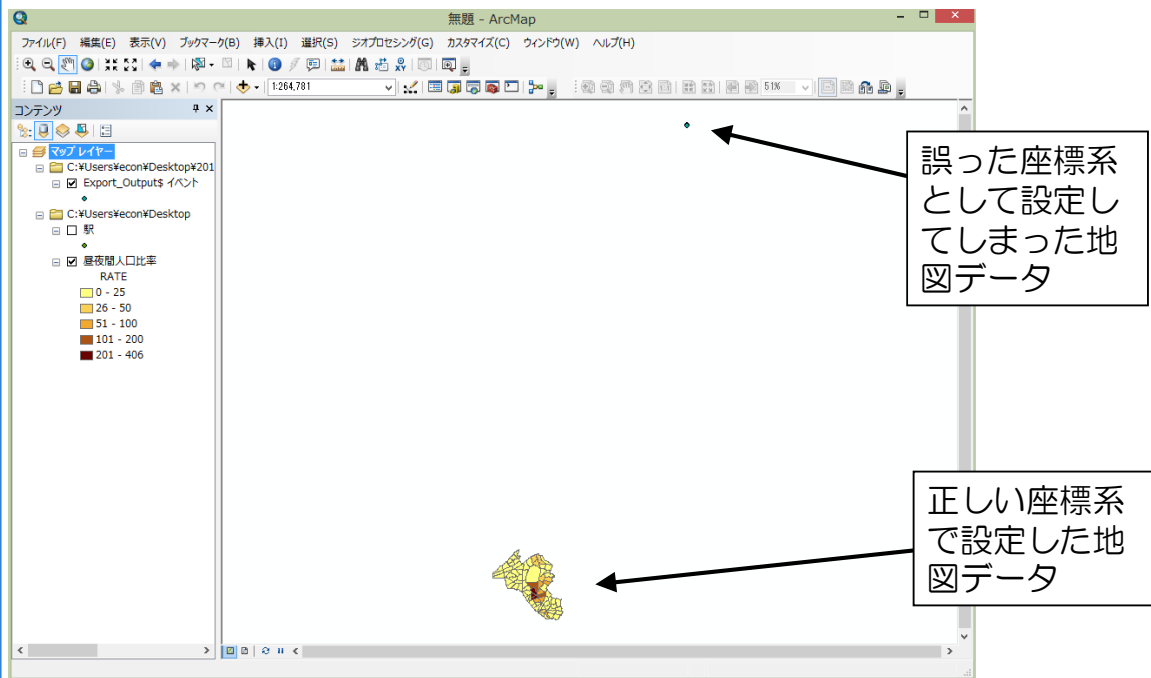 無題 - ArcMap
ファイル(F) 編集(E) 表示(V) ブックマーク(B) 挿入(I) 選択(S) ジオプロセシング(G) カスタマイズ(C) ウィンドウ(W) ヘルプ(H)
1:264,781
51%
コンテンツ
マップ レイヤー
C:¥Users¥econ¥Desktop¥201
Export_Output$ イベント
C:¥Users¥econ¥Desktop
駅
昼夜間人口比率
RATE
0 - 25
26 - 50
51 - 100
101 - 200
201 - 406
誤った座標系
として設定し
てしまった地
図データ
正しい座標系
で設定した地
図データ